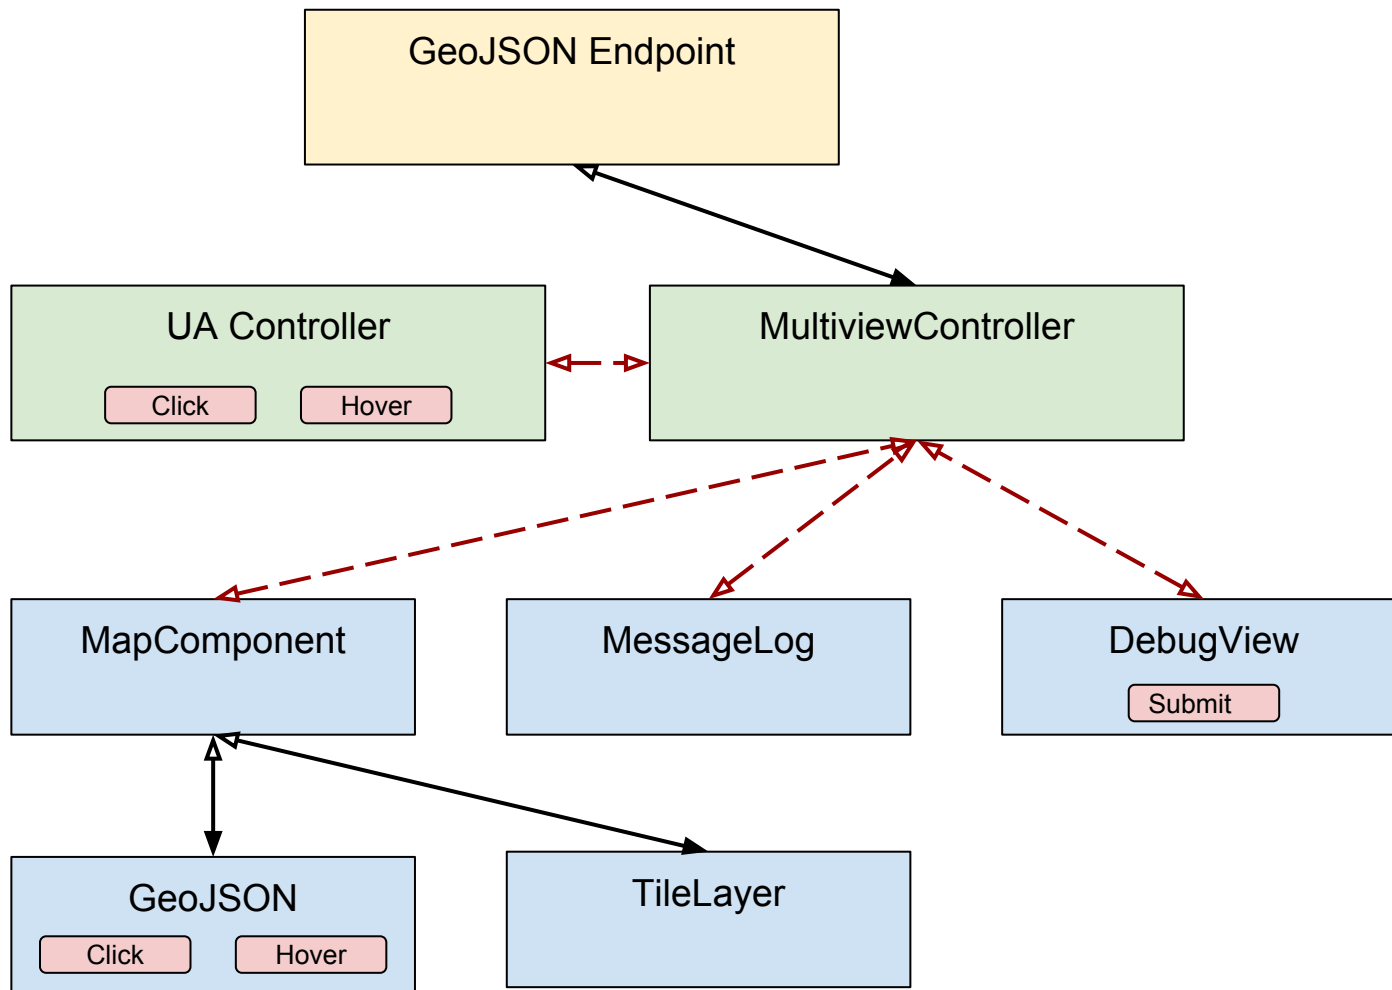 GeoJSON Endpoint
UA Controller
Click
Hover
MultiviewController
MapComponent
MessageLog
DebugView
Submit
GeoJSON
Click
Hover
TileLayer